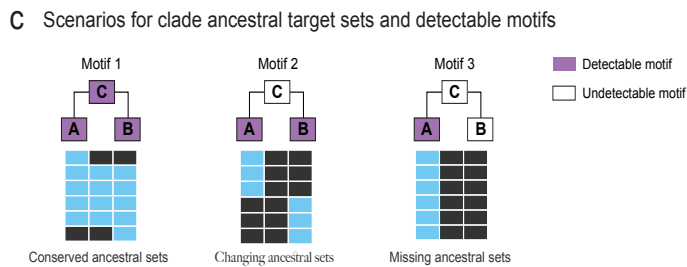 C Scenarios for clade ancestral target sets and detectable motifs
Motif 1
Motif 2
Motif 3
Detectable motif
Undetectable motif
C
C
C
A
B
A
B
A
B
Conserved ancestral sets
Changing ancestral sets
Missing ancestral sets